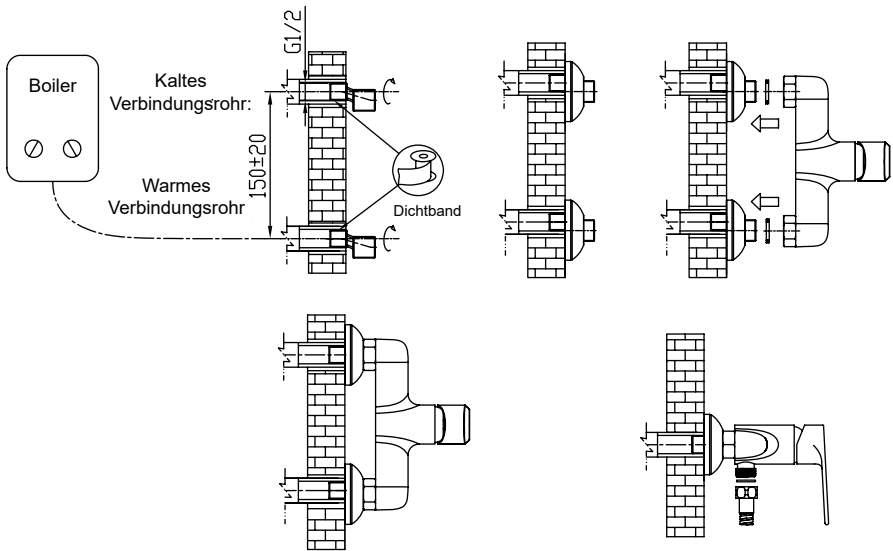 G1/2
Boiler
Kaltes
Verbindungsrohr:
150±20
Warmes
Verbindungsrohr
Dichtband